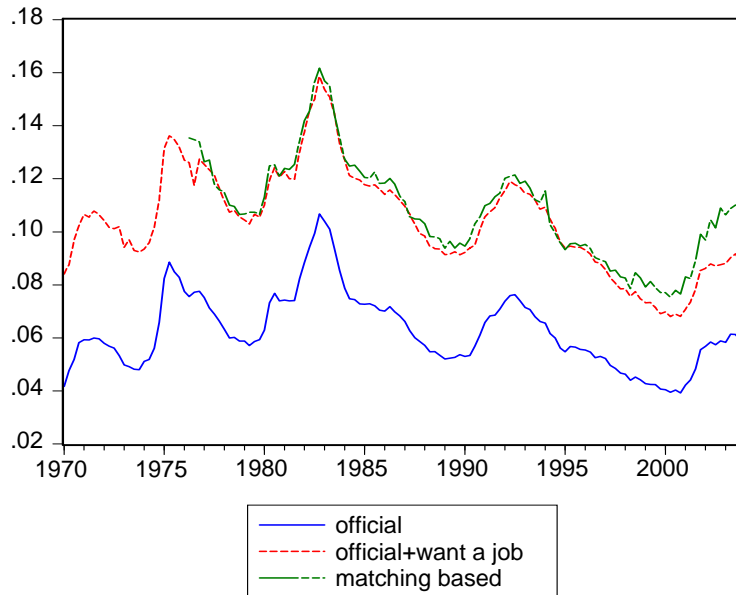 .18
.16
.14
.12
.10
.08
.06
.04
.02
1970 1975 1980 1985 1990 1995 2000
official
official+want a job
matching based